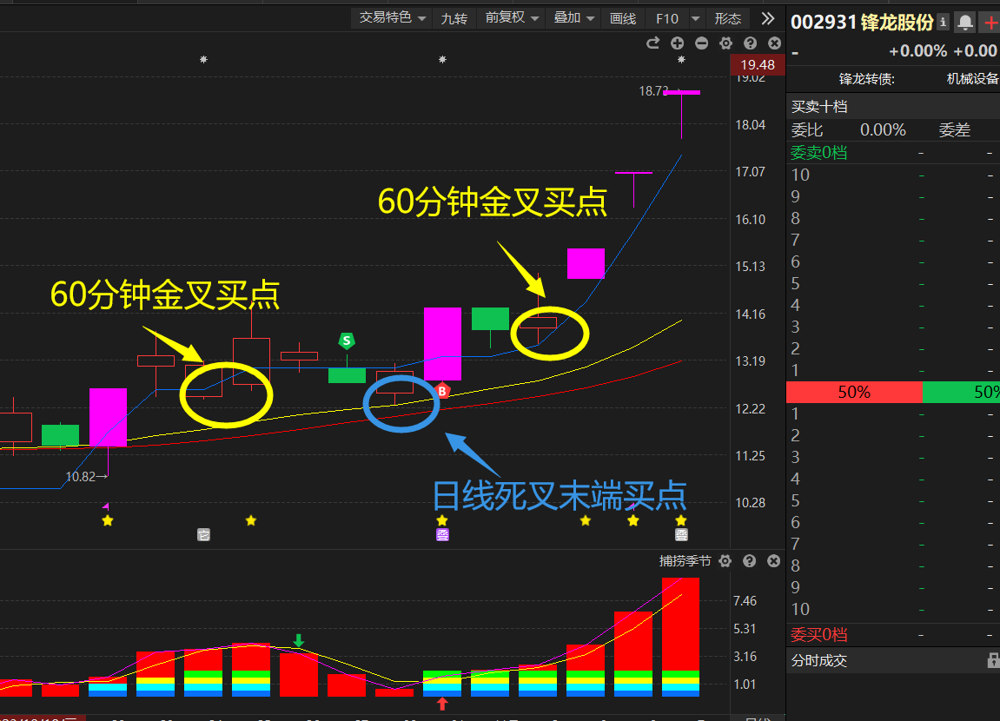 交易特色 九转 前复权 叠加 画线 F10 形态
002931 锋龙股份
- +0.00% +0.00
19.48
19.02
锋龙转债: 机械设备
18.73
买卖十档
18.04
委比 0.00% 委差
委卖0档 - -
17.07
10 - -
60分钟金叉买点
9 - -
16.10
8 - -
7 - -
15.13
6 - -
60分钟金叉买点
5 - -
14.16
4 - -
3 - -
S
13.19
2 - -
1 - -
B
50% 50%
12.22
1 - -
2 - -
11.25
3 - -
10.82
4 - -
日线死叉末端买点
10.28
5 - -
6 - -
7 - -
捕捞季节
8 - -
9 - -
7.46
10 - -
5.31
委买0档 - -
3.16
分时成交
1.01